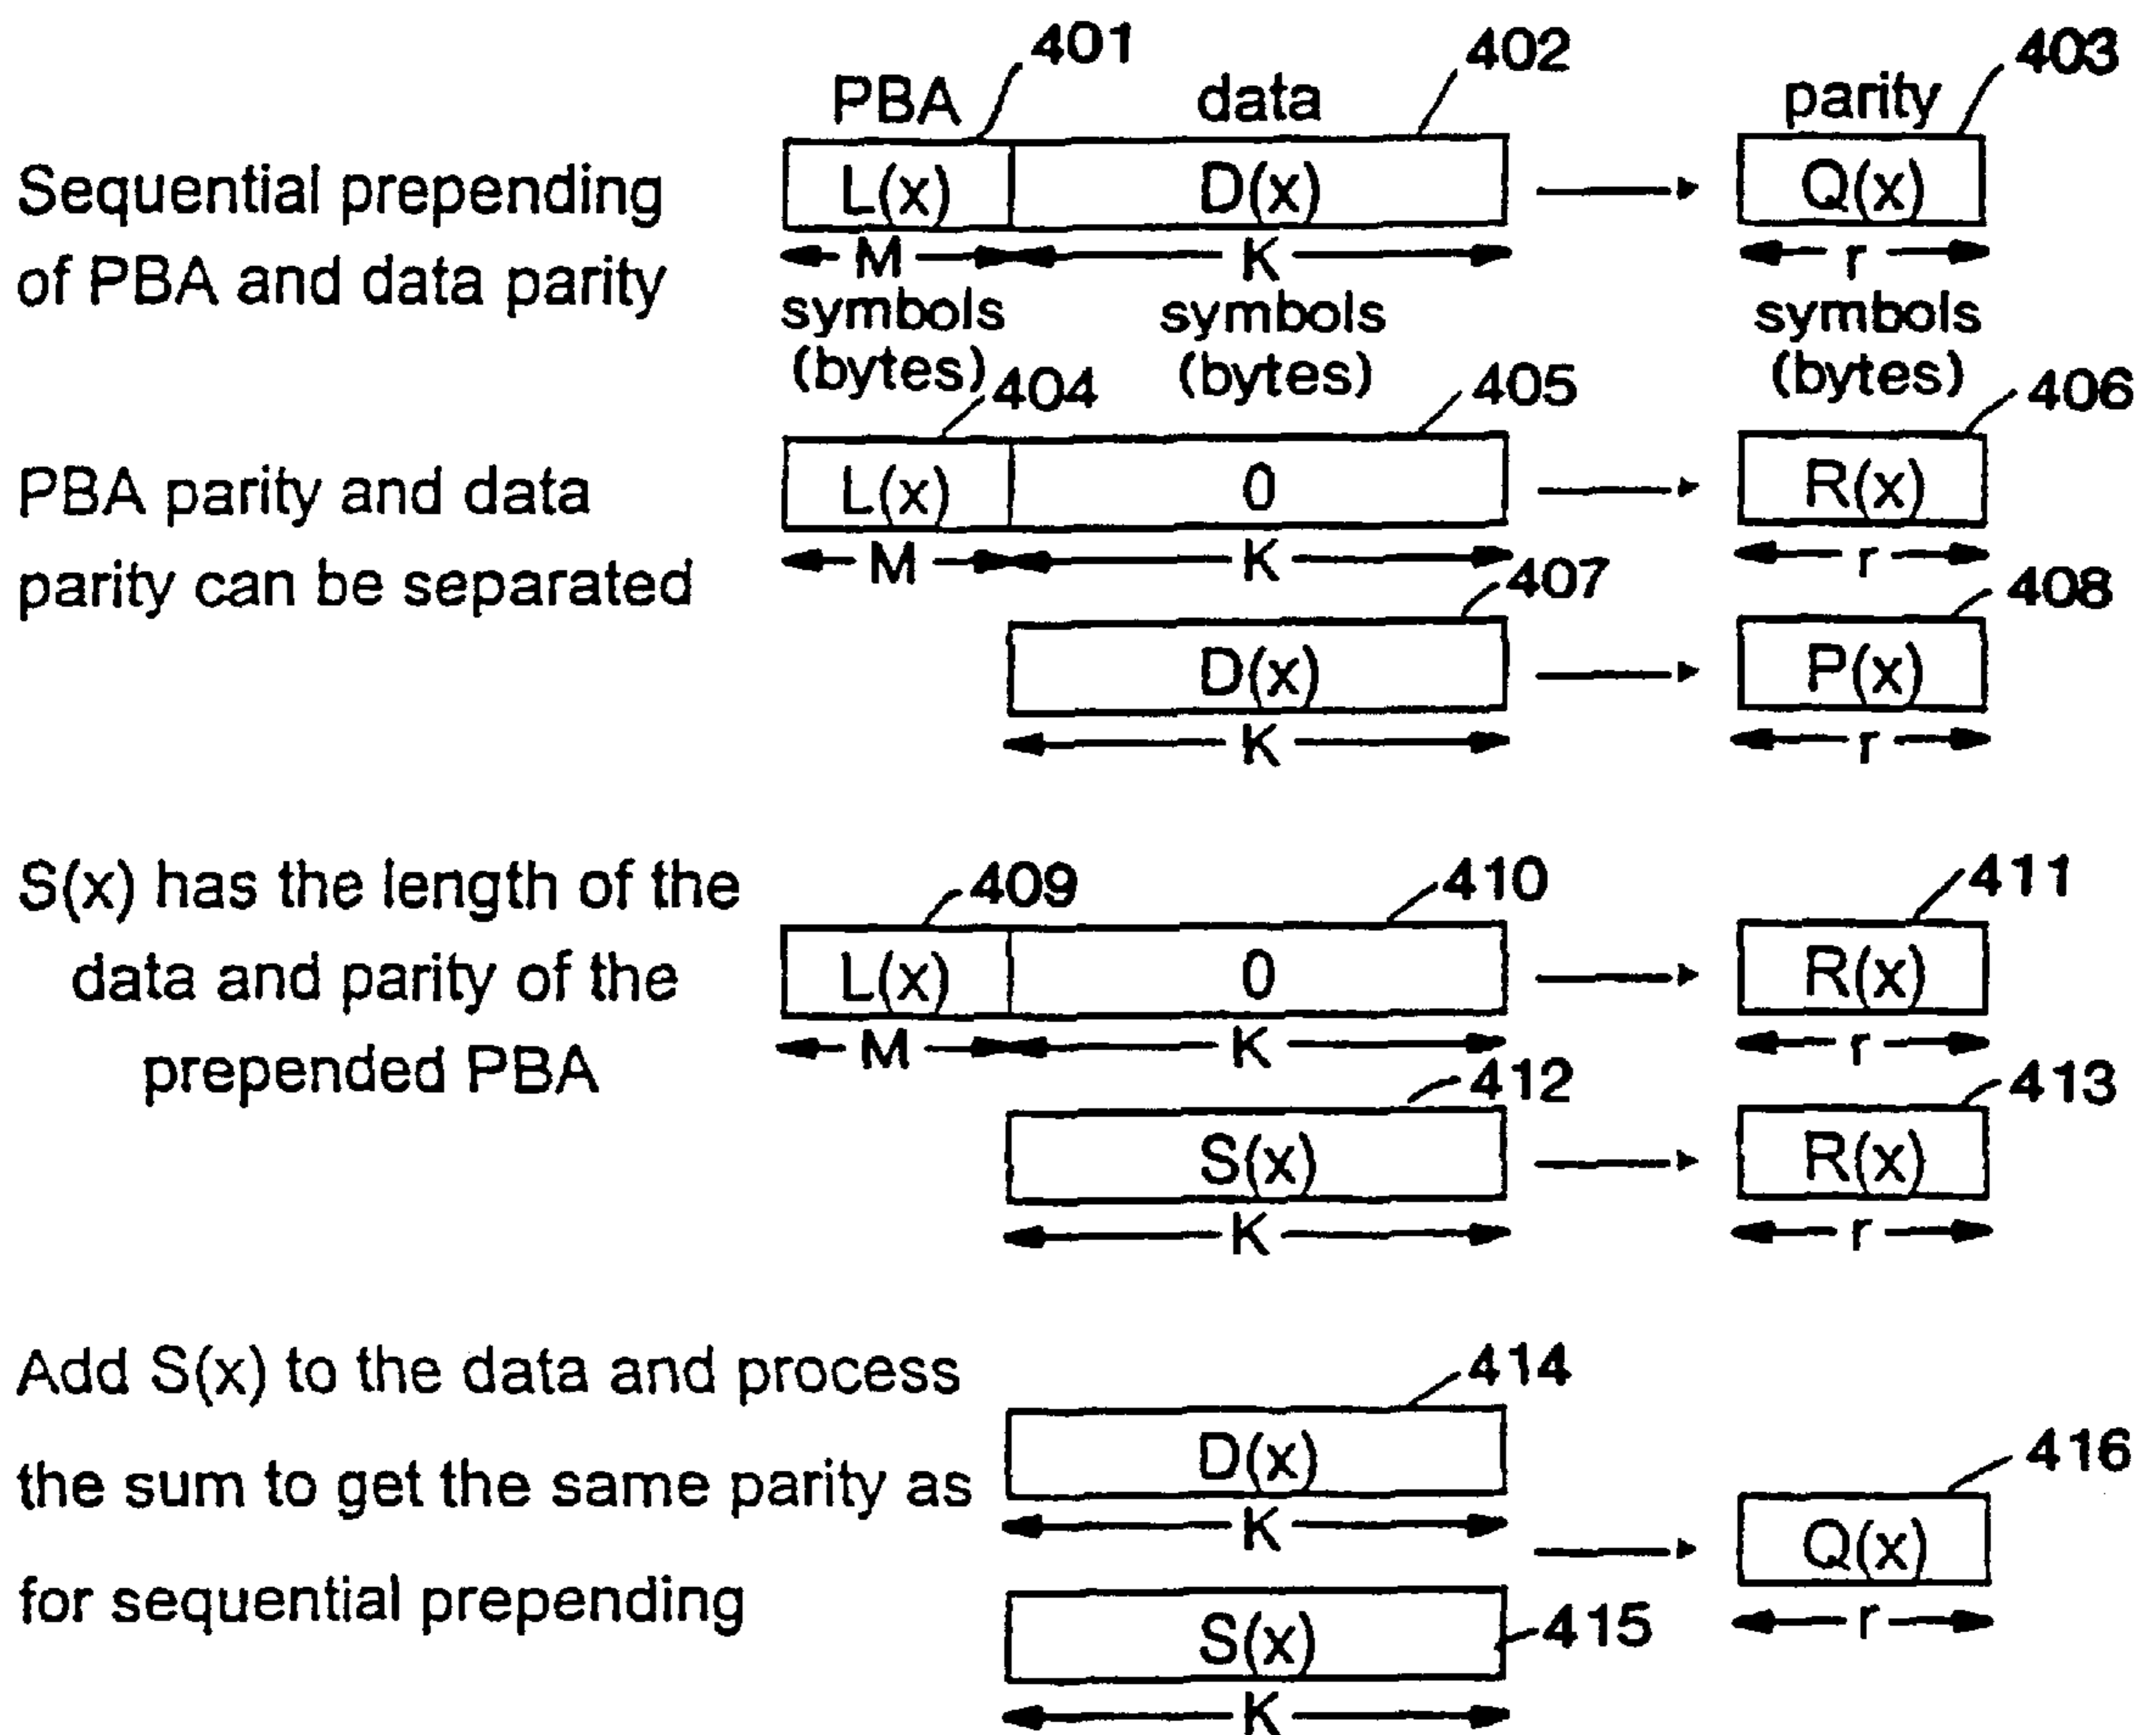 401
402
403
PBA data parity
L(x) D(x) Q(x)
Sequential prepending
of PBA and data parity
M K r
symbols symbols symbols
(bytes) (bytes) (bytes)
404 405 406
L(x) 0 R(x)
PBA parity and data
parity can be separated
M K r
407 408
D(x) P(x)
K r
S(x) has the length of the
data and parity of the
prepended PBA
409 410 411
L(x) 0 R(x)
M K r
412 413
S(x) R(x)
K r
Add S(x) to the data and process
the sum to get the same parity as
for sequential prepending
414
D(x)
K
416
Q(x)
r
S(x) 415
K